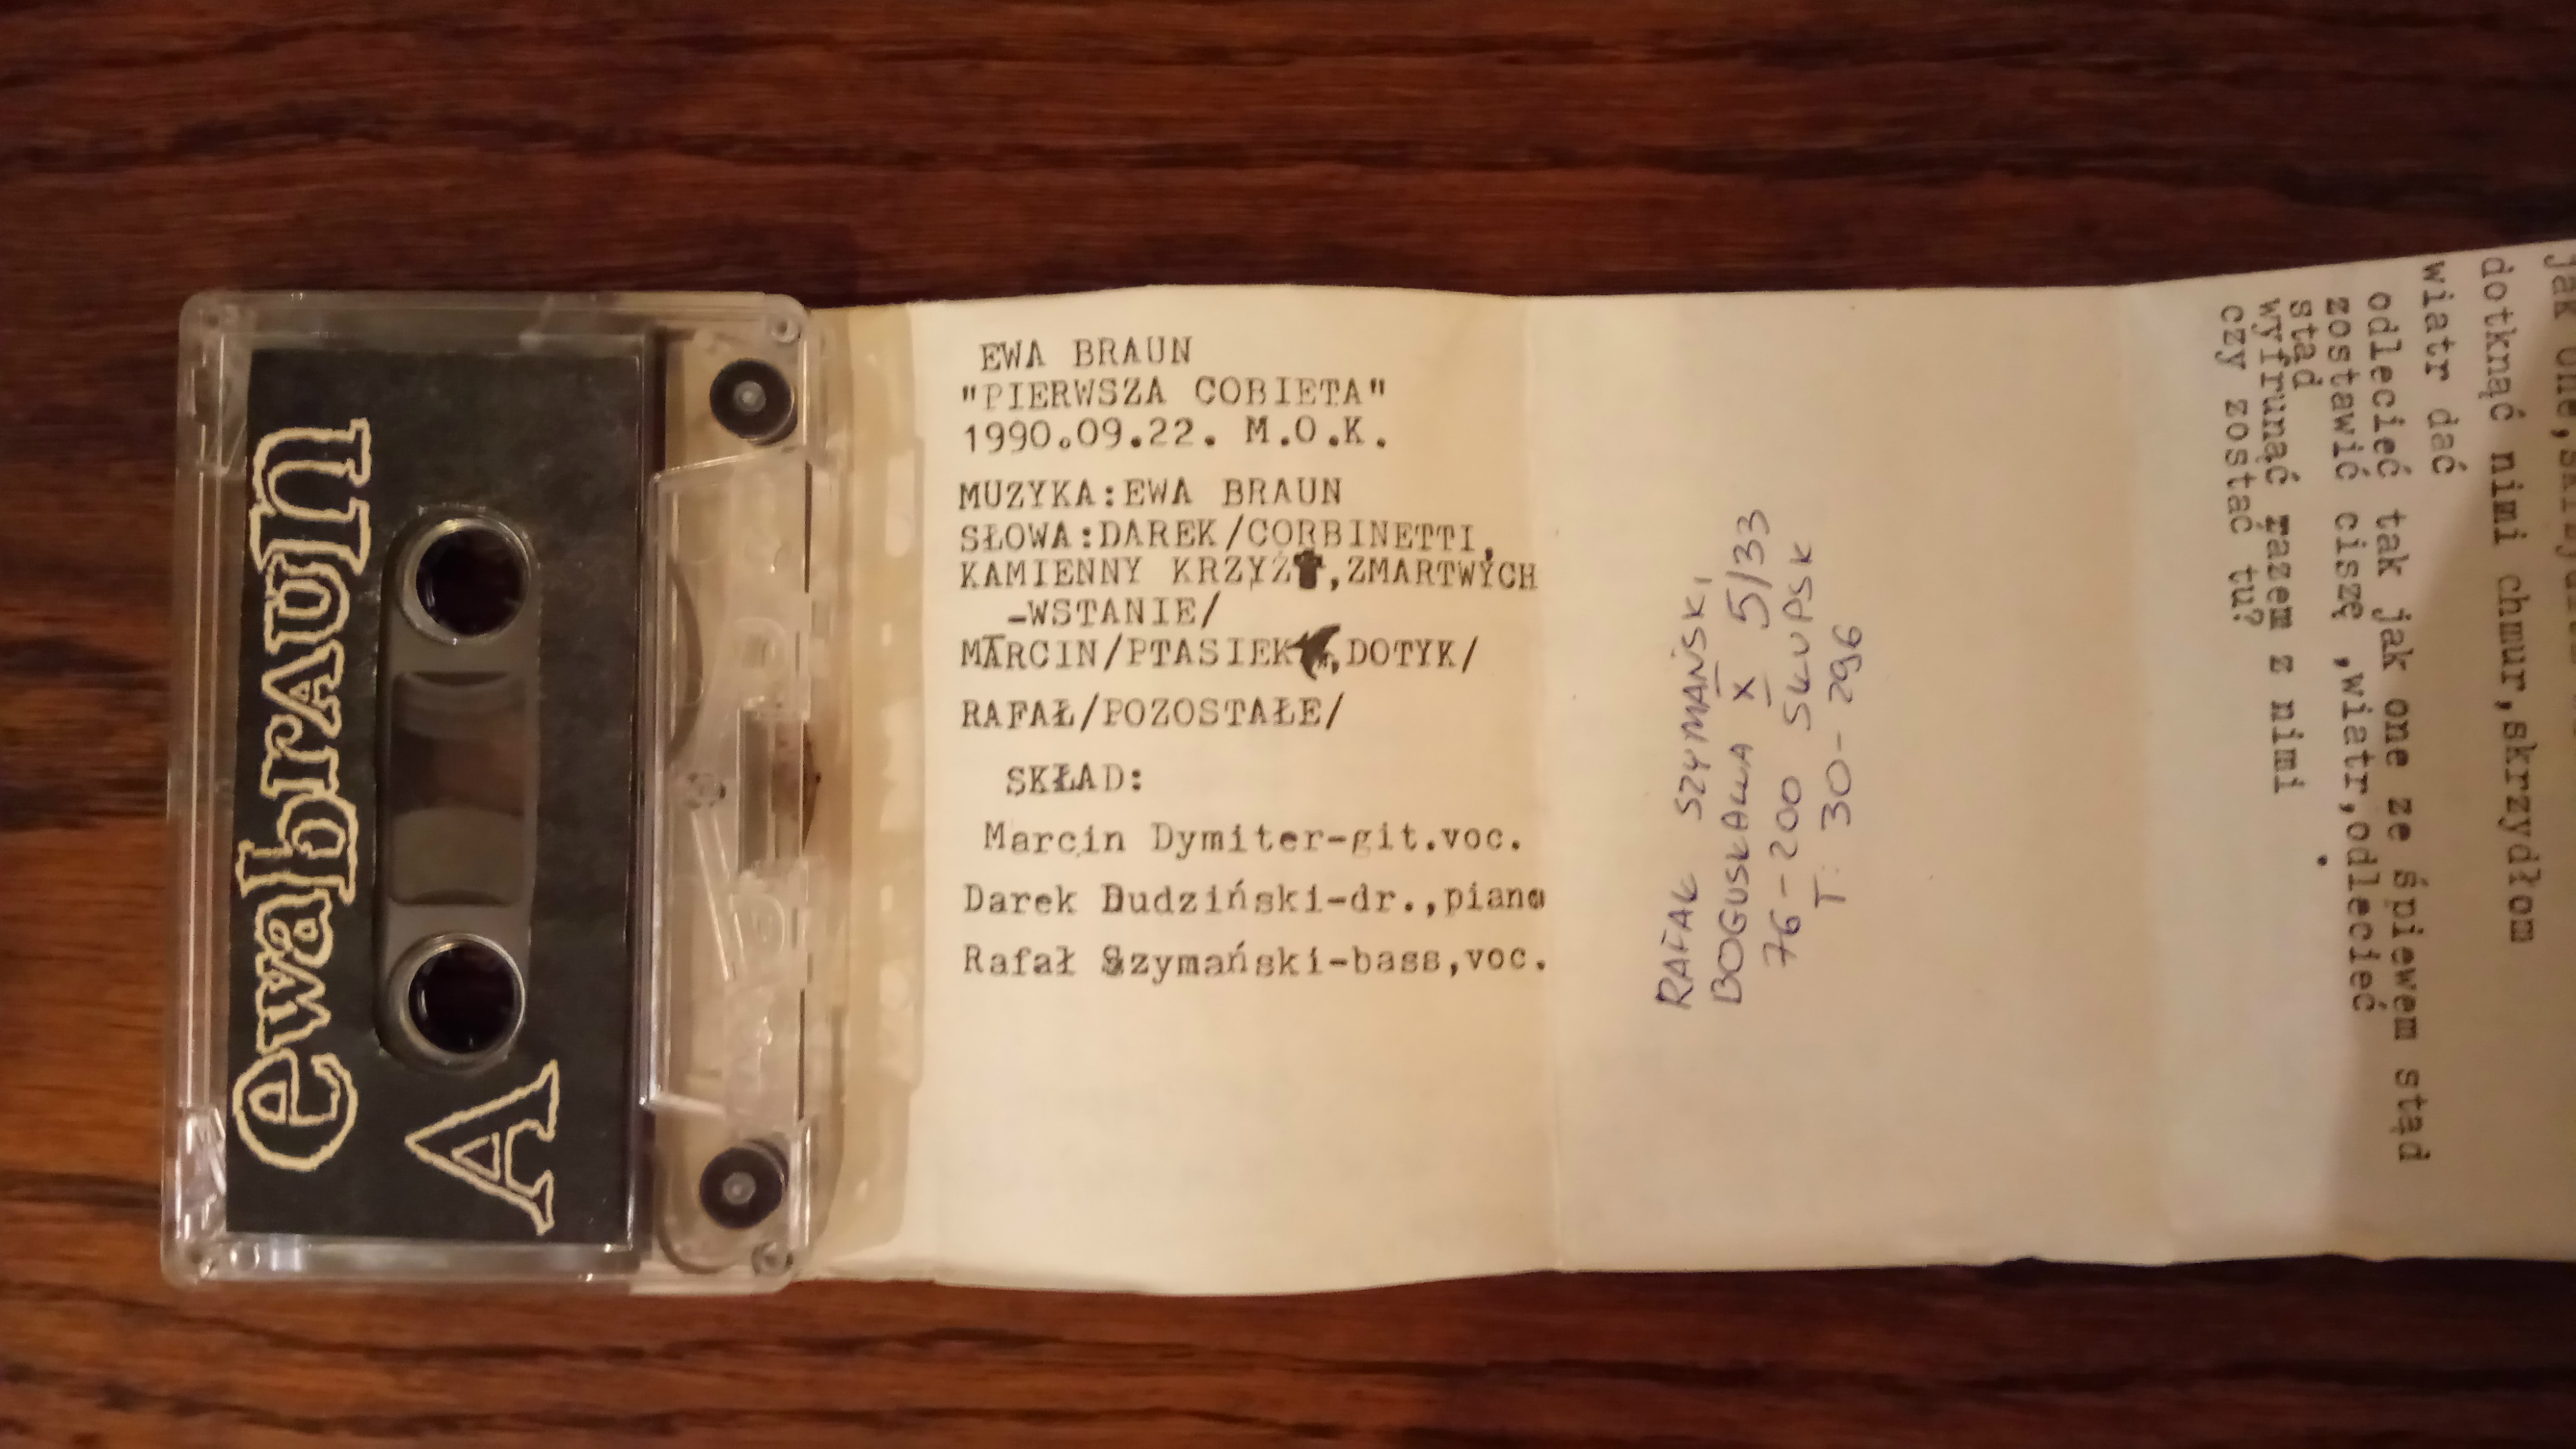 ewabraun
A
EWA BRAUN
"PIERWSZA COBIETA"
1990.09.22. M.O.K.
MUZYKA:EWA BRAUN
SŁOWA:DAREK/CORBINETTI,
KAMIENNY KRZYŻ,ZMARTWYCH
-WSTANIE/
MARCIN/PTASIEK,DOTYK/
RAFAŁ/POZOSTAŁE/
SKŁAD:
Marcin Dymiter-git.voc.
Darek Dudziński-dr.,piano
Rafał Szymański-bass,voc.
RAFAŁ SZYMAŃSKI
BOGUSŁAWA X 5/33
76-200 SŁUPSK
T: 30-296
jak one,
dotknąć nimi chmur,skrzydłom
wiatr dać
odlecieć tak jak one ze śpiewem stąd
zostawić ciszę ,wiatr,odlecieć
stąd
wyfrunąć razem z nimi
czy zostać tu?